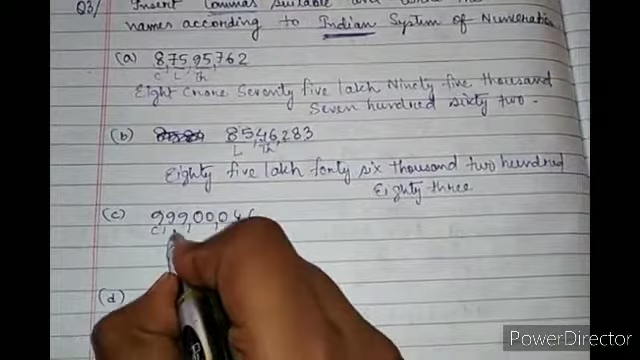 Q3/ Insert commas suitable and write the
names according to Indian System of Numeration
(a) 8,75,95,762
C L Th
Eight crore Seventy five lakh Ninety five thousand
Seven hundred sixty two.
(b) 85,46,283
L Th
Eighty five lakh forty six thousand two hundred
Eighty three
(c) 9,99,00,046
C
(d)
PowerDirector